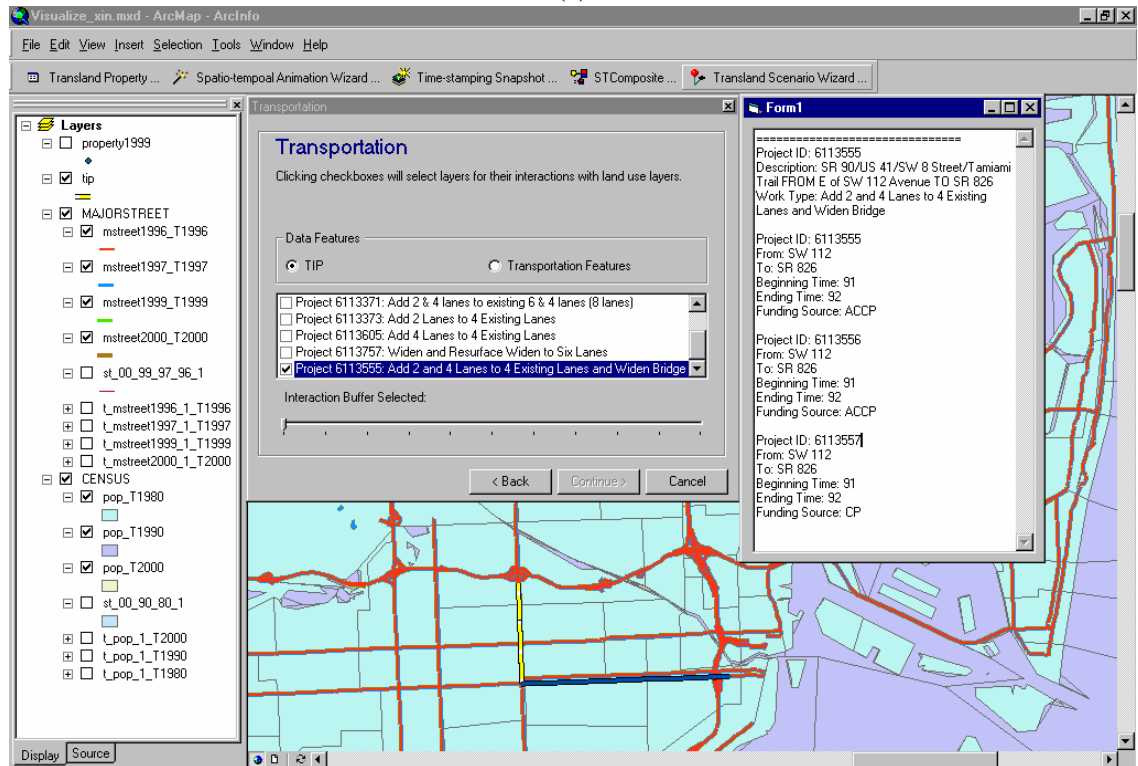 Visualize_xin.mxd - ArcMap - ArcInfo
File Edit View Insert Selection Tools Window Help
Transland Property ... Spatio-tempoal Animation Wizard ... Time-stamping Snapshot ... STComposite ... Transland Scenario Wizard ...
Layers
property1999
tip
MAJORSTREET
mstreet1996_T1996
mstreet1997_T1997
mstreet1999_T1999
mstreet2000_T2000
st_00_99_97_96_1
t_mstreet1996_1_T1996
t_mstreet1997_1_T1997
t_mstreet1999_1_T1999
t_mstreet2000_1_T2000
CENSUS
pop_T1980
pop_T1990
pop_T2000
st_00_90_80_1
t_pop_1_T2000
t_pop_1_T1990
t_pop_1_T1980
Display Source
Transportation
Transportation
Clicking checkboxes will select layers for their interactions with land use layers.
Data Features
TIP Transportation Features
Project 6113371: Add 2 & 4 lanes to existing 6 & 4 lanes (8 lanes)
Project 6113373: Add 2 Lanes to 4 Existing Lanes
Project 6113605: Add 4 Lanes to 4 Existing Lanes
Project 6113757: Widen and Resurface Widen to Six Lanes
Project 6113555: Add 2 and 4 Lanes to 4 Existing Lanes and Widen Bridge
Interaction Buffer Selected:
< Back Continue > Cancel
Form1
==============================
Project ID: 6113555
Description: SR 90/US 41/SW 8 Street/Tamiami
Trail FROM E of SW 112 Avenue TO SR 826
Work Type: Add 2 and 4 Lanes to 4 Existing
Lanes and Widen Bridge
Project ID: 6113555
From: SW 112
To: SR 826
Beginning Time: 91
Ending Time: 92
Funding Source: ACCP
Project ID: 6113556
From: SW 112
To: SR 826
Beginning Time: 91
Ending Time: 92
Funding Source: ACCP
Project ID: 6113557
From: SW 112
To: SR 826
Beginning Time: 91
Ending Time: 92
Funding Source: CP